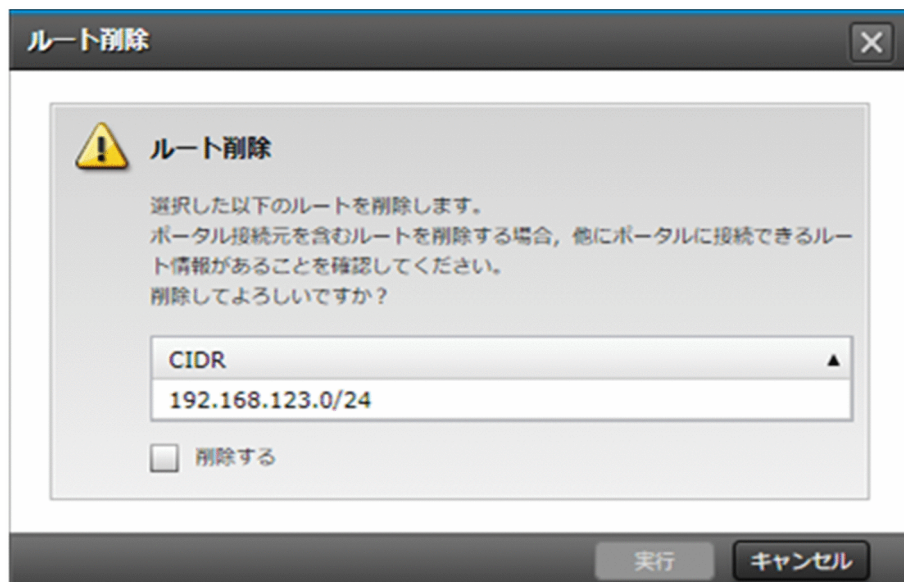 ルート削除
ルート削除
選択した以下のルートを削除します。
ポータル接続元を含むルートを削除する場合，他にポータルに接続できるルー
ト情報があることを確認してください。
削除してよろしいですか？
CIDR ▲
192.168.123.0/24
削除する
実行 キャンセル